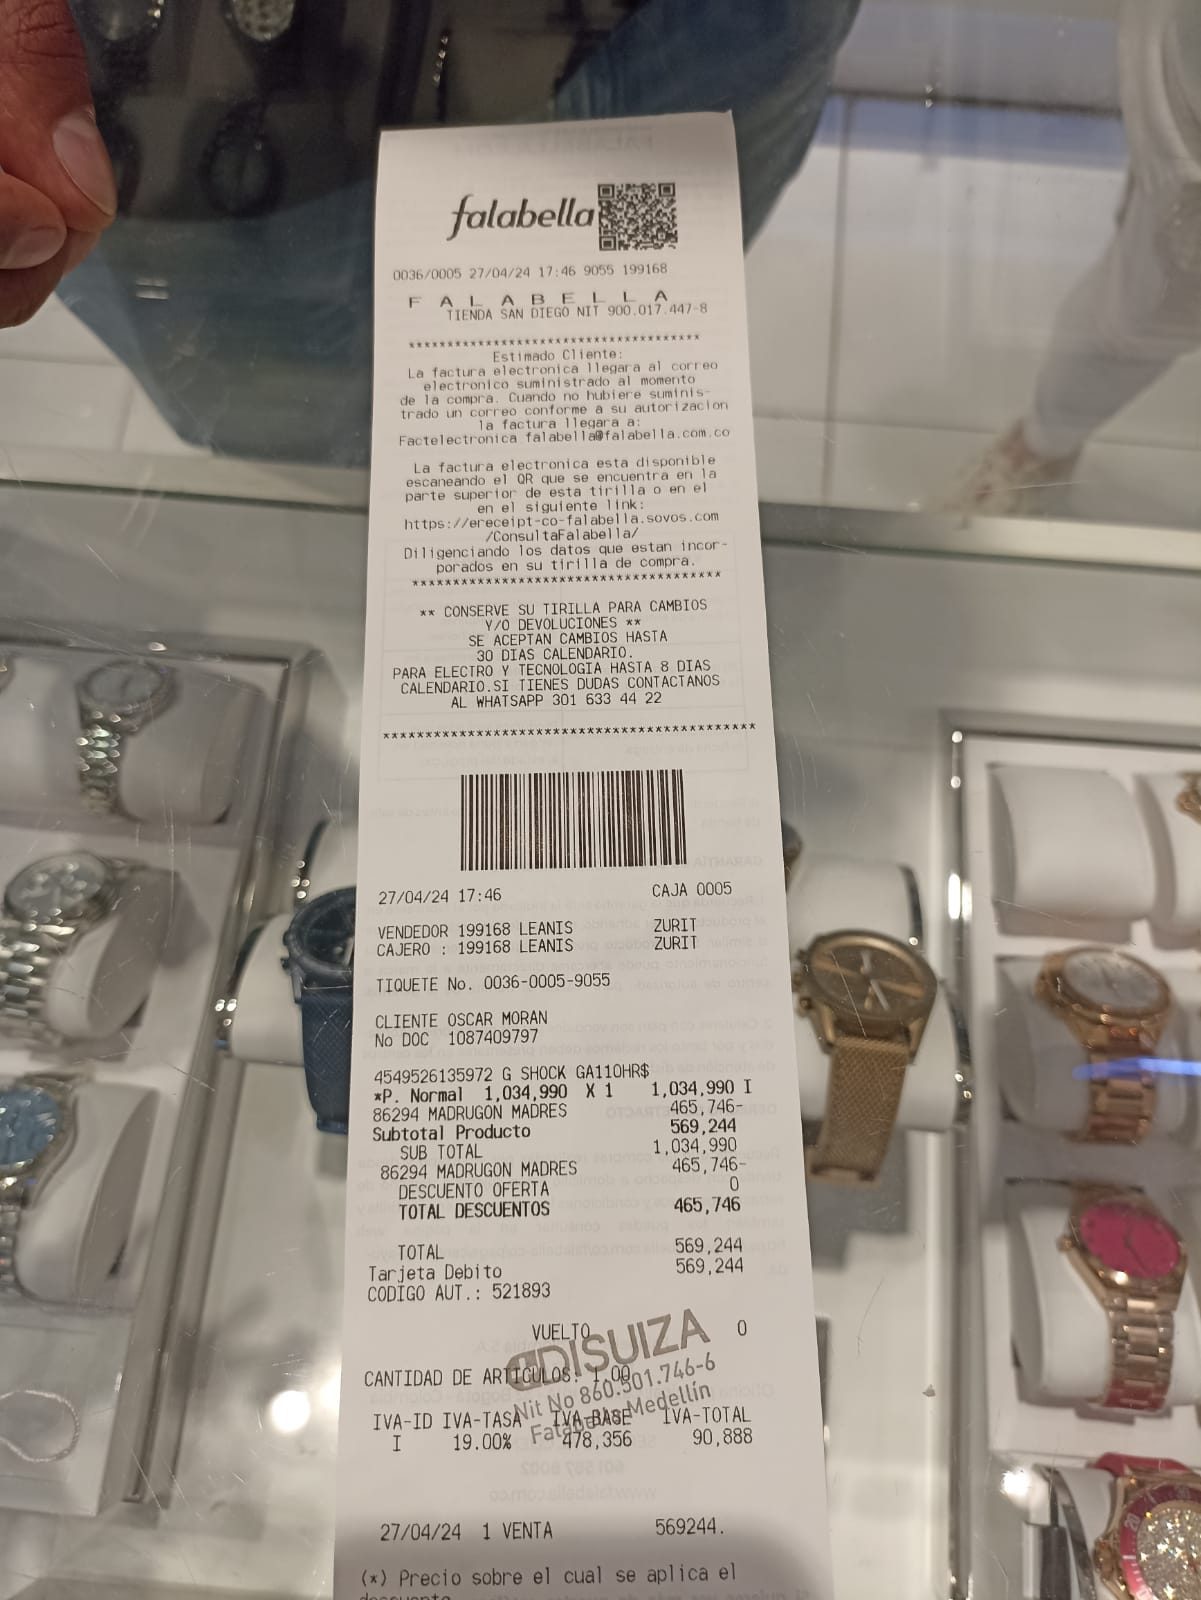 falabella
0036/0005 27/04/24 17:46 9055 199168
F A L A B E L L A
TIENDA SAN DIEGO NIT 900.017.447-8
**************************************
Estimado Cliente:
La factura electronica llegara al correo
electronico suministrado al momento
de la compra. Cuando no hubiere suminis-
trado un correo conforme a su autorizacion
la factura llegara a:
Factelectronica falabella@falabella.com.co
La factura electronica esta disponible
escaneando el QR que se encuentra en la
parte superior de esta tirilla o en el
en el siguiente link:
https://ereceipt-co-falabella.sovos.com
/ConsultaFalabella/
Diligenciando los datos que estan incor-
porados en su tirilla de compra.
**************************************
** CONSERVE SU TIRILLA PARA CAMBIOS
Y/O DEVOLUCIONES **
SE ACEPTAN CAMBIOS HASTA
30 DIAS CALENDARIO.
PARA ELECTRO Y TECNOLOGIA HASTA 8 DIAS
CALENDARIO.SI TIENES DUDAS CONTACTANOS
AL WHATSAPP 301 633 44 22
********************************************
27/04/24 17:46 CAJA 0005
VENDEDOR 199168 LEANIS ZURIT
CAJERO : 199168 LEANIS ZURIT
TIQUETE No. 0036-0005-9055
CLIENTE OSCAR MORAN
No DOC 1087409797
4549526135972 G SHOCK GA110HR$
*P. Normal 1,034,990 X 1 1,034,990 I
86294 MADRUGON MADRES 465,746-
Subtotal Producto 569,244
SUB TOTAL 1,034,990
86294 MADRUGON MADRES 465,746-
DESCUENTO OFERTA 0
TOTAL DESCUENTOS 465,746
TOTAL 569,244
Tarjeta Debito 569,244
CODIGO AUT.: 521893
VUELTO 0
DISUIZA
CANTIDAD DE ARTICULOS: 1.00
Nit No 860.501.746-6
Falabella Medellín
IVA-ID IVA-TASA IVA-BASE IVA-TOTAL
I 19.00% 478,356 90,888
27/04/24 1 VENTA 569244.
(*) Precio sobre el cual se aplica el